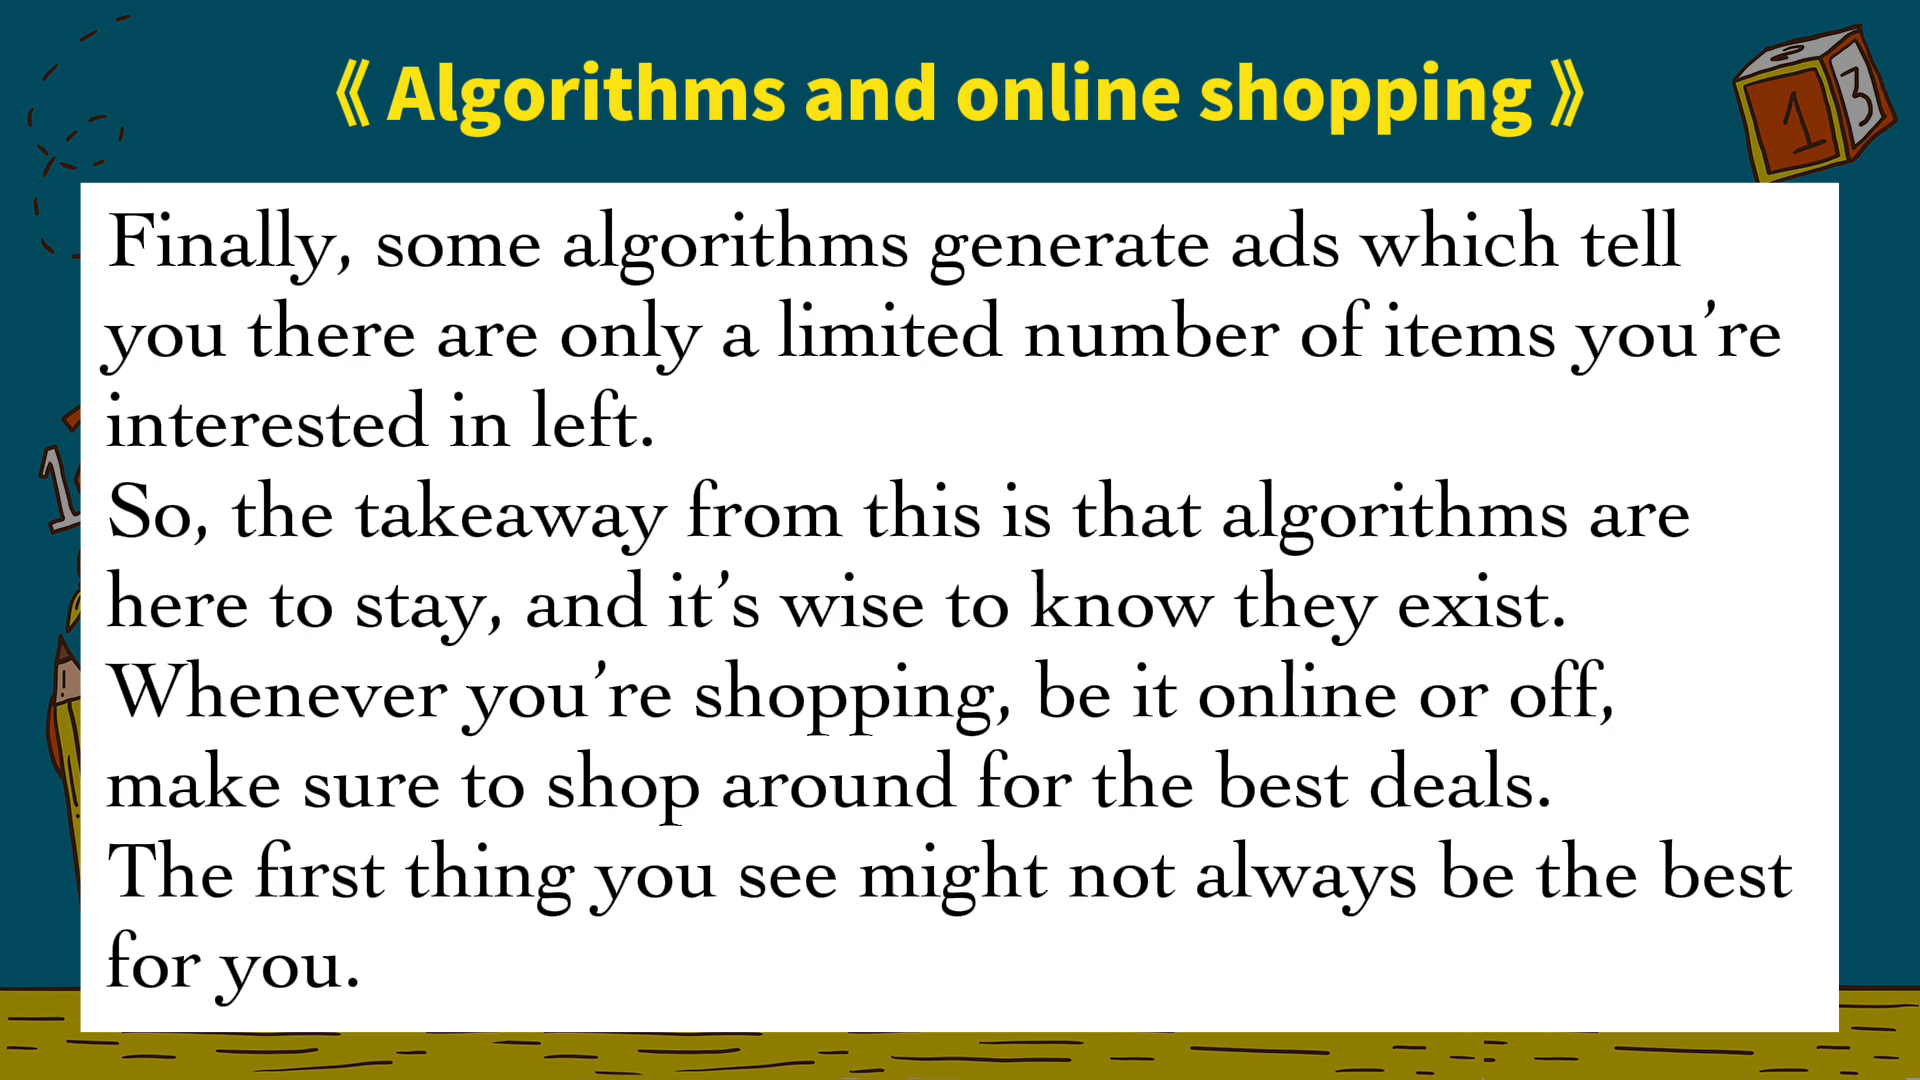 《 Algorithms and online shopping 》
Finally, some algorithms generate ads which tell
you there are only a limited number of items you’re
interested in left.
So, the takeaway from this is that algorithms are
here to stay, and it’s wise to know they exist.
Whenever you’re shopping, be it online or off,
make sure to shop around for the best deals.
The first thing you see might not always be the best
for you.
1
3
1